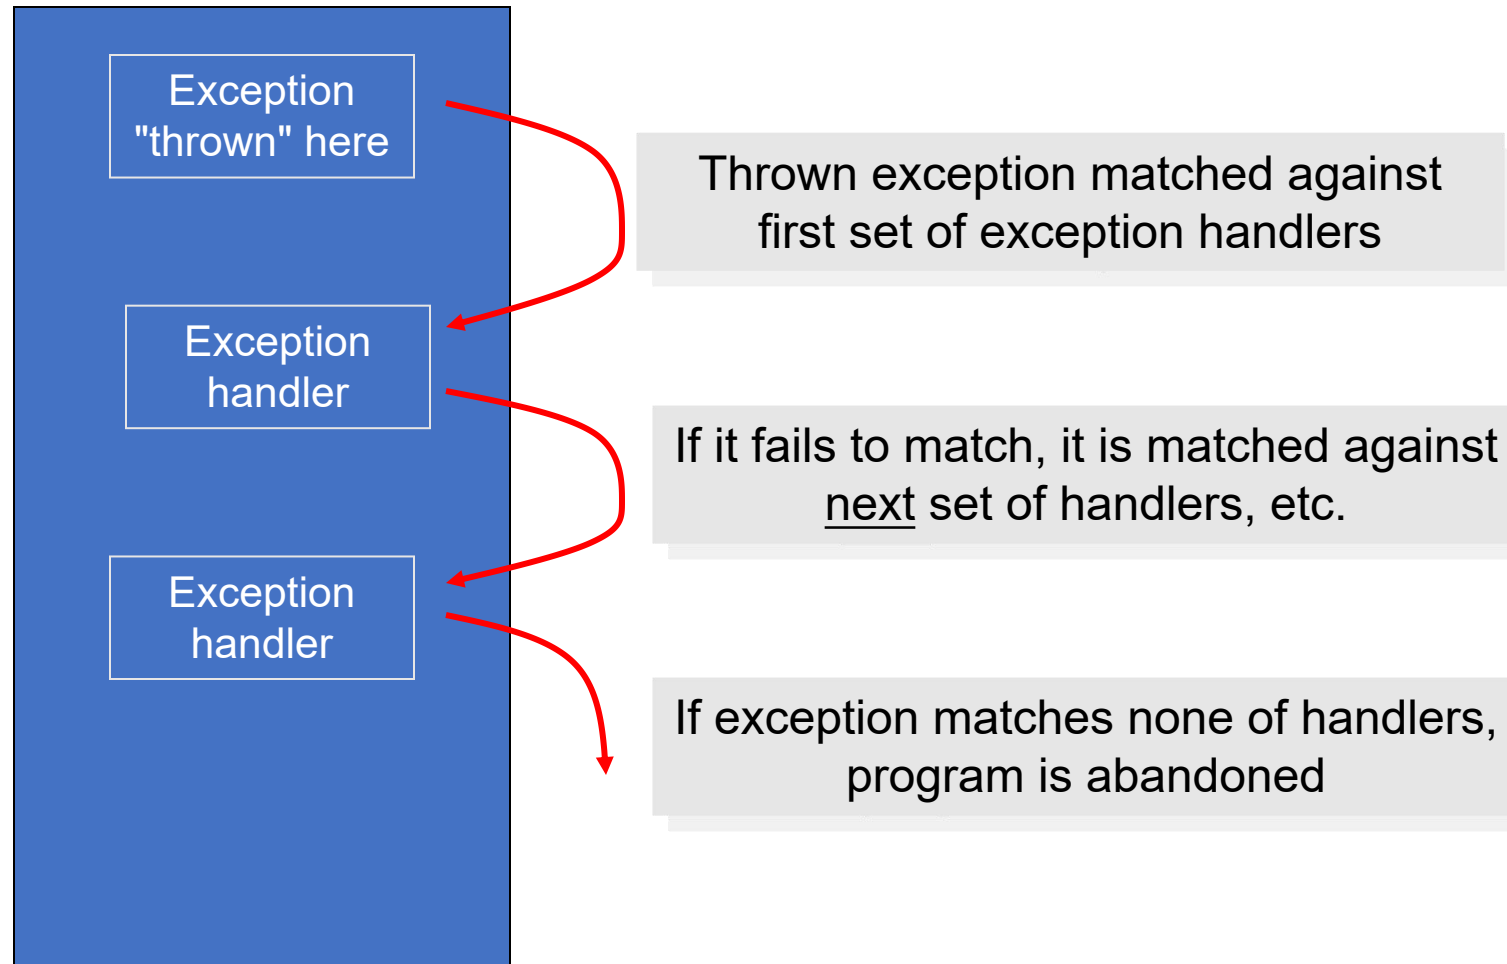 Exception
"thrown" here
Thrown exception matched against
first set of exception handlers
Exception
handler
If it fails to match, it is matched against
next set of handlers, etc.
Exception
handler
If exception matches none of handlers,
program is abandoned